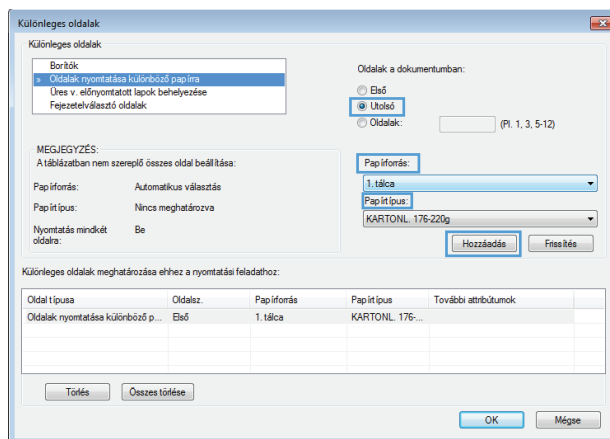 Különleges oldalak
Különleges oldalak
Borítók
» Oldalak nyomtatása különböző papírra
Üres v. előnyomtatott lapok behelyezése
Fejezetelválasztó oldalak
Oldalak a dokumentumban:
Első
Utolsó
Oldalak:
(Pl. 1, 3, 5-12)
MEGJEGYZÉS:
A táblázatban nem szereplő összes oldal beállítása:
Papírforrás: Automatikus választás
Papírtípus: Nincs meghatározva
Nyomtatás mindkét oldalra: Be
Papírforrás:
1. tálca
Papírtípus:
KARTONL. 176-220g
Hozzáadás Frissítés
Különleges oldalak meghatározása ehhez a nyomtatási feladathoz:
Oldal típusa Oldalsz. Papírforrás Papírtípus További attribútumok
Oldalak nyomtatása különböző p... Első 1. tálca KARTONL. 176-...
Törlés Összes törlése
OK Mégse